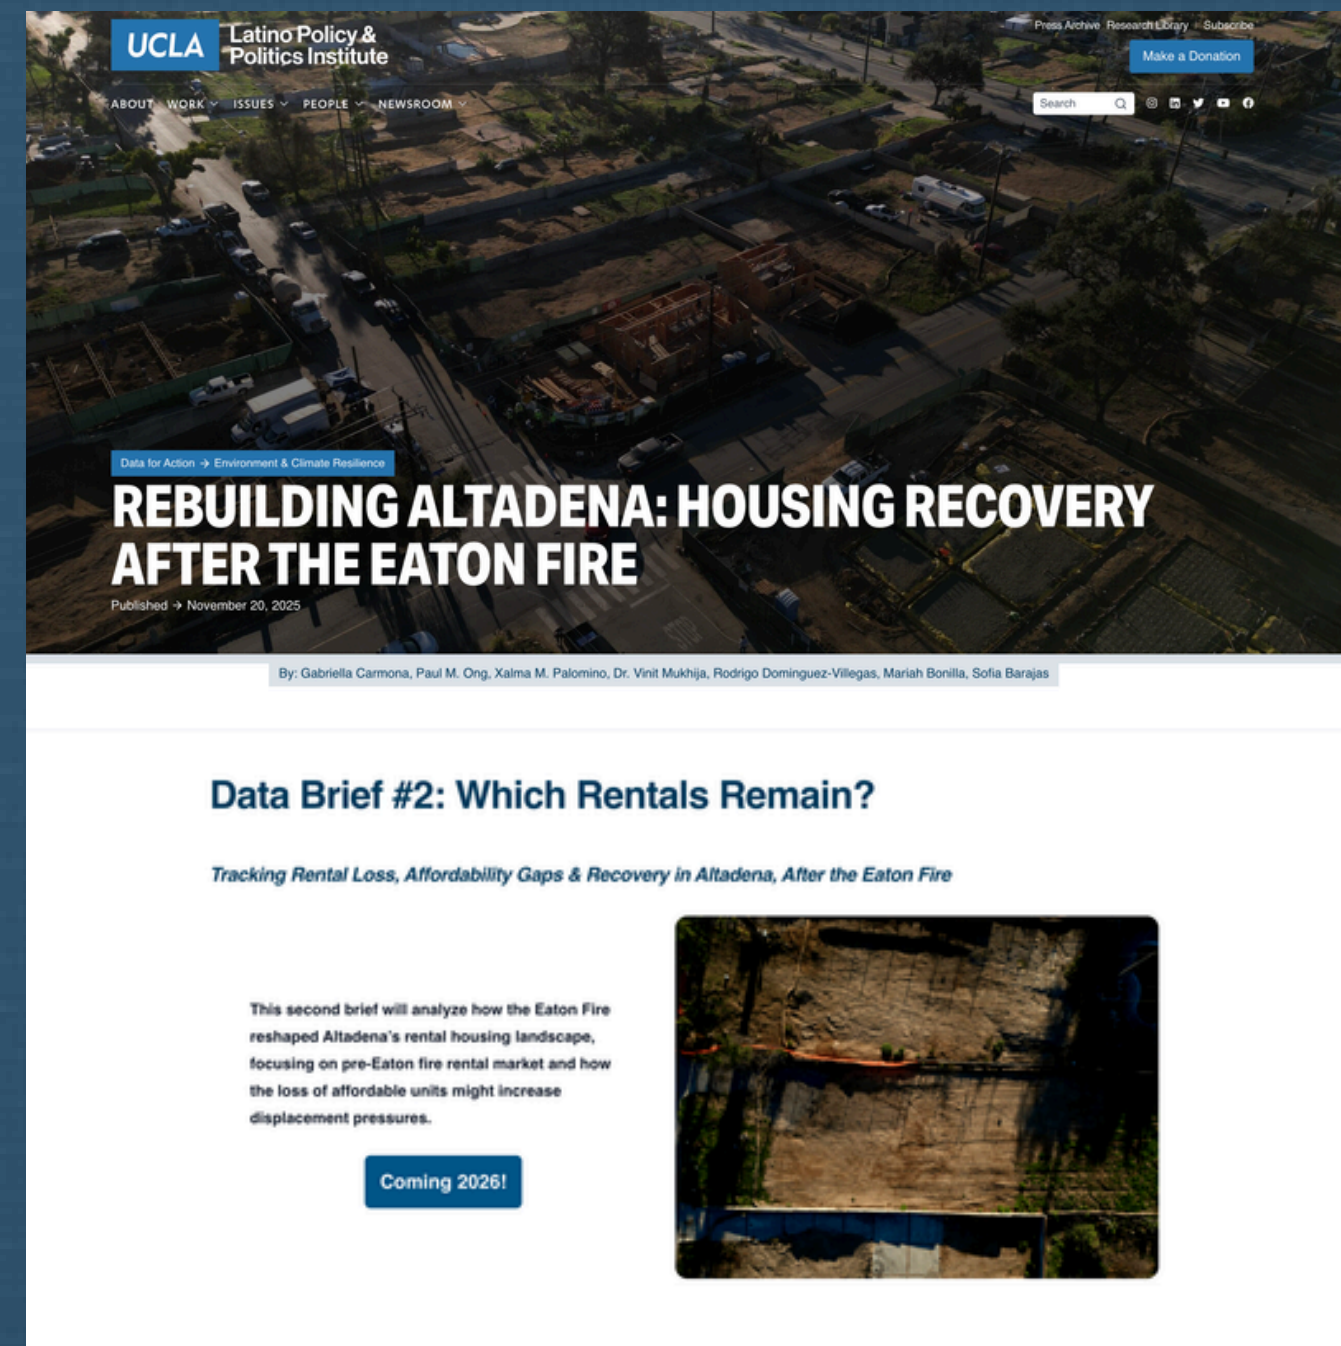 UCLA
Latino Policy &
Politics Institute
Press Archive Research Library Subscribe
Make a Donation
ABOUT WORK ISSUES PEOPLE NEWSROOM
Search
Data for Action → Environment & Climate Resilience
REBUILDING ALTADENA: HOUSING RECOVERY
AFTER THE EATON FIRE
Published → November 20, 2025
By: Gabriella Carmona, Paul M. Ong, Xalma M. Palomino, Dr. Vinit Mukhija, Rodrigo Dominguez-Villegas, Mariah Bonilla, Sofia Barajas
Data Brief #2: Which Rentals Remain?
Tracking Rental Loss, Affordability Gaps & Recovery in Altadena, After the Eaton Fire
This second brief will analyze how the Eaton Fire
reshaped Altadena's rental housing landscape,
focusing on pre-Eaton fire rental market and how
the loss of affordable units might increase
displacement pressures.
Coming 2026!